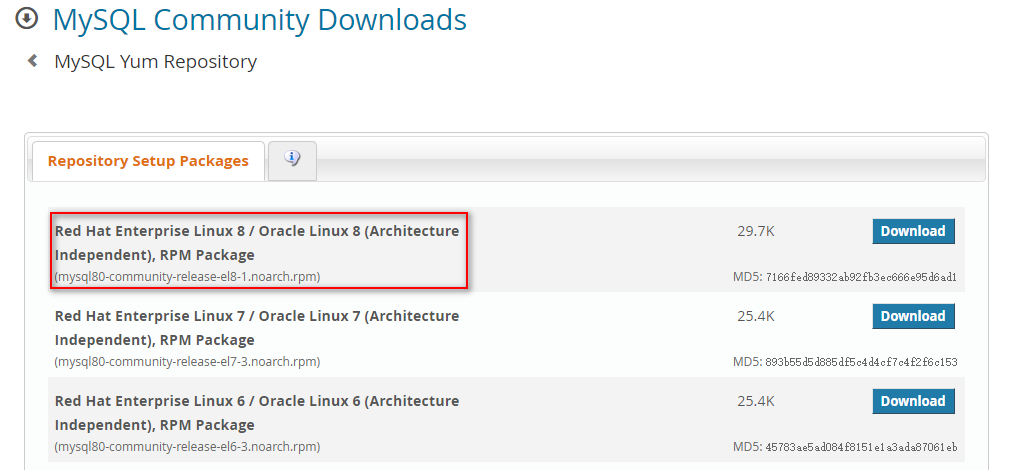 MySQL Community Downloads
MySQL Yum Repository
Repository Setup Packages
Red Hat Enterprise Linux 8 / Oracle Linux 8 (Architecture
Independent), RPM Package
29.7K
Download
(mysql80-community-release-el8-1.noarch.rpm)
MD5: 7166fed89332ab92fb3ec666e95d6ad1
Red Hat Enterprise Linux 7 / Oracle Linux 7 (Architecture
Independent), RPM Package
25.4K
Download
(mysql80-community-release-el7-3.noarch.rpm)
MD5: 893b55d5d885df5c4d4cf7c4f2f6c153
Red Hat Enterprise Linux 6 / Oracle Linux 6 (Architecture
Independent), RPM Package
25.4K
Download
(mysql80-community-release-el6-3.noarch.rpm)
MD5: 45783ae5ad084f8151e1a3ada87061eb